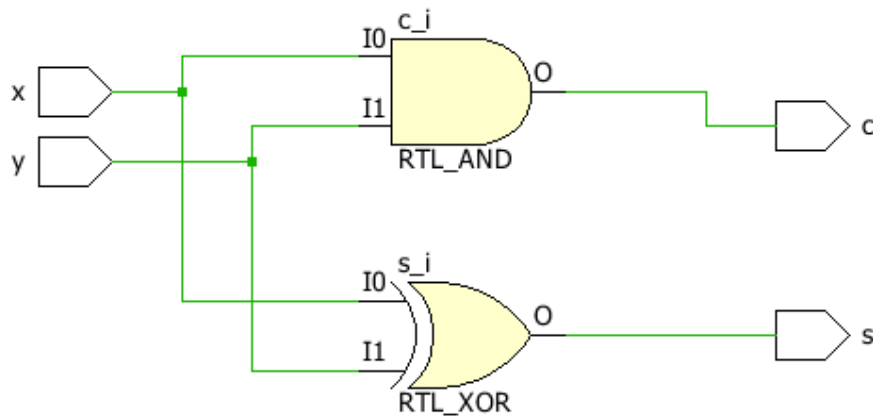 c_i
I0
O
x
I1
c
y
RTL_AND
s_i
I0
O
s
I1
RTL_XOR